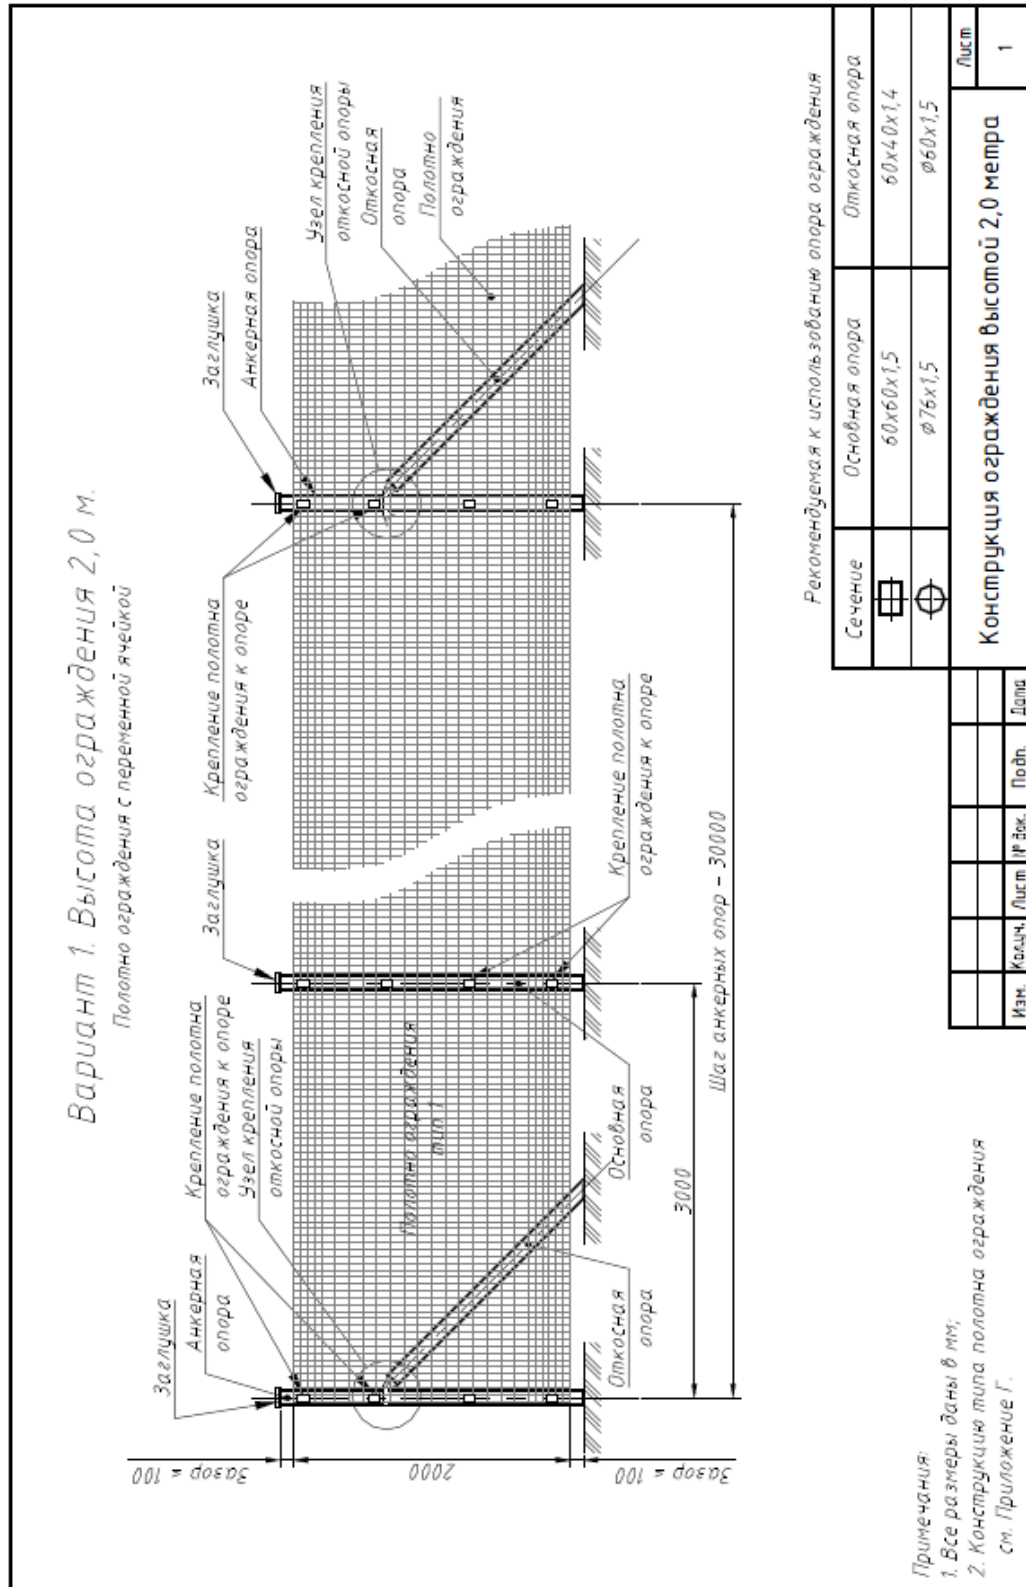 Вариант 1. Высота ограждения 2,0 м.
Полотно ограждения с переменной ячейкой
Заглушка
Анкерная
опора
Крепление полотна
ограждения к опоре
Узел крепления
откосной опоры
Заглушка
Крепление полотна
ограждения к опоре
Заглушка
Анкерная опора
Узел крепления
откосной опоры
Откосная
опора
Полотно
ограждения
Зазор ≤ 100
2000
Зазор ≤ 100
Полотно ограждения
тип 1
Откосная
опора
Основная
опора
Крепление полотна
ограждения к опоре
3000
Шаг анкерных опор - 30000
Рекомендуемая к использованию опора ограждения
Сечение Основная опора Откосная опора
60х60х1,5 60х40х1,4
ø76х1,5 ø60х1,5
Примечания:
1. Все размеры даны в мм;
2. Конструкцию типа полотна ограждения
см. Приложение Г.
Изм. Колич. Лист № док. Подп. Дата
Конструкция ограждения высотой 2,0 метра
Лист
1